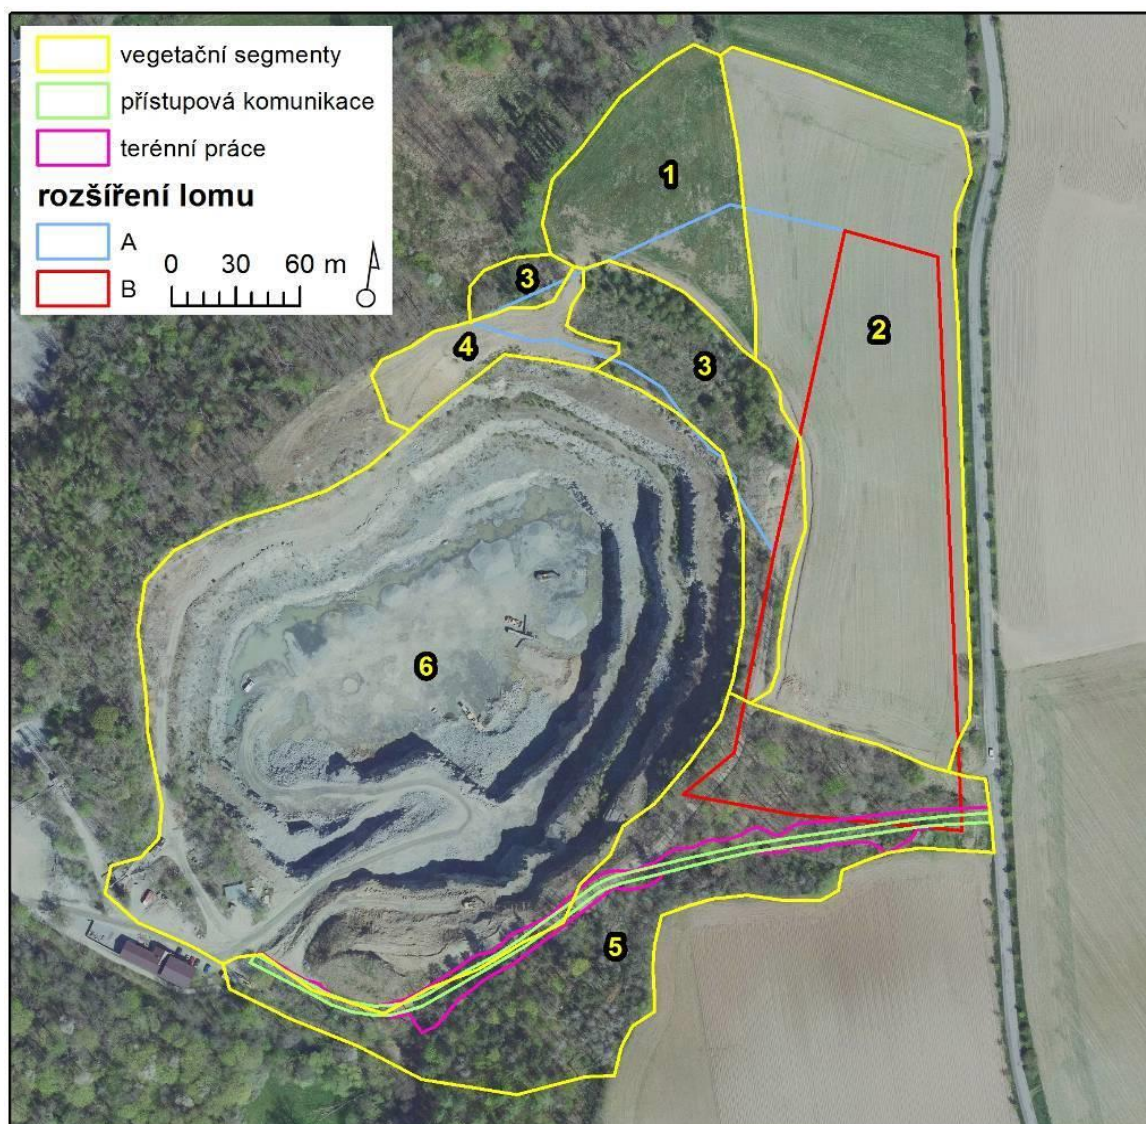 vegetační segmenty
přístupová komunikace
terénní práce
rozšíření lomu
A
0 30 60 m
B
1
2
3
3
4
5
6